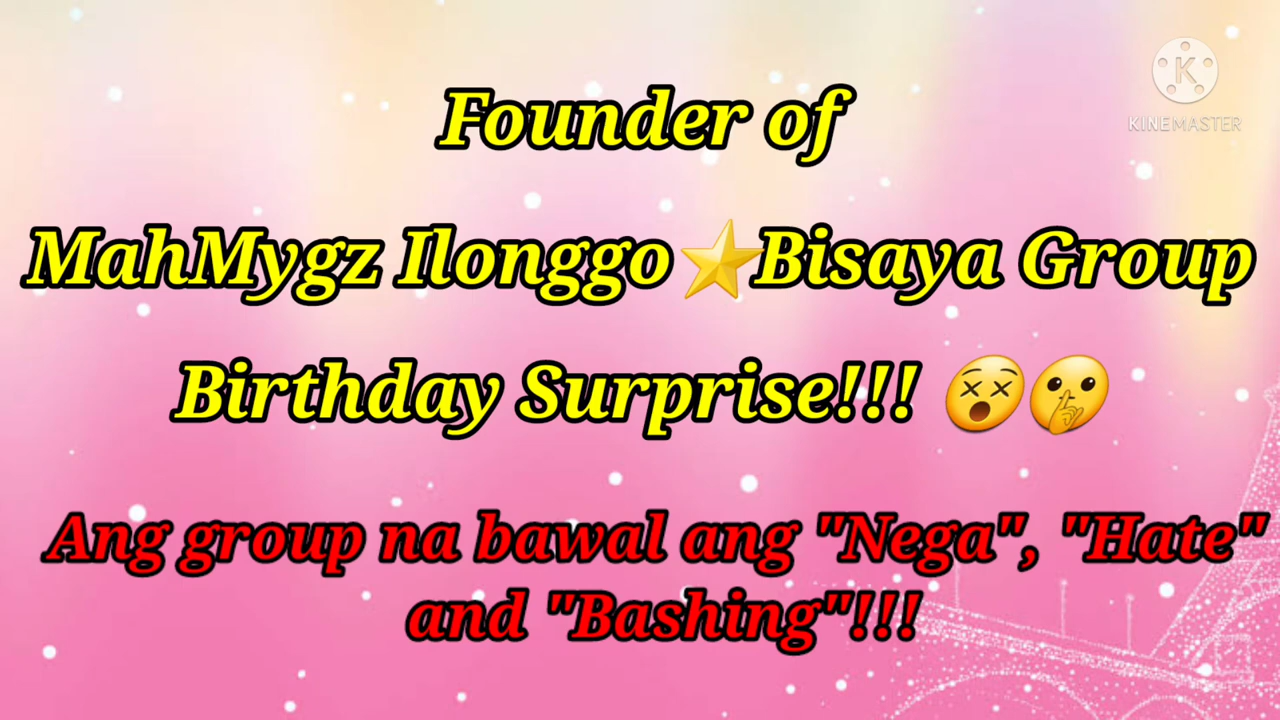 Founder of
MahMygz Ilonggo⭐Bisaya Group
Birthday Surprise!!! 😵🤫
Ang group na bawal ang "Nega", "Hate"
and "Bashing"!!!
K
KINEMASTER